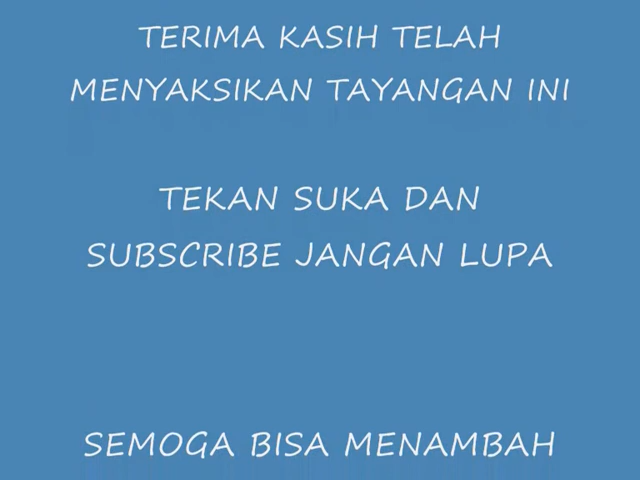 TERIMA KASIH TELAH
MENYAKSIKAN TAYANGAN INI
TEKAN SUKA DAN
SUBSCRIBE JANGAN LUPA
SEMOGA BISA MENAMBAH